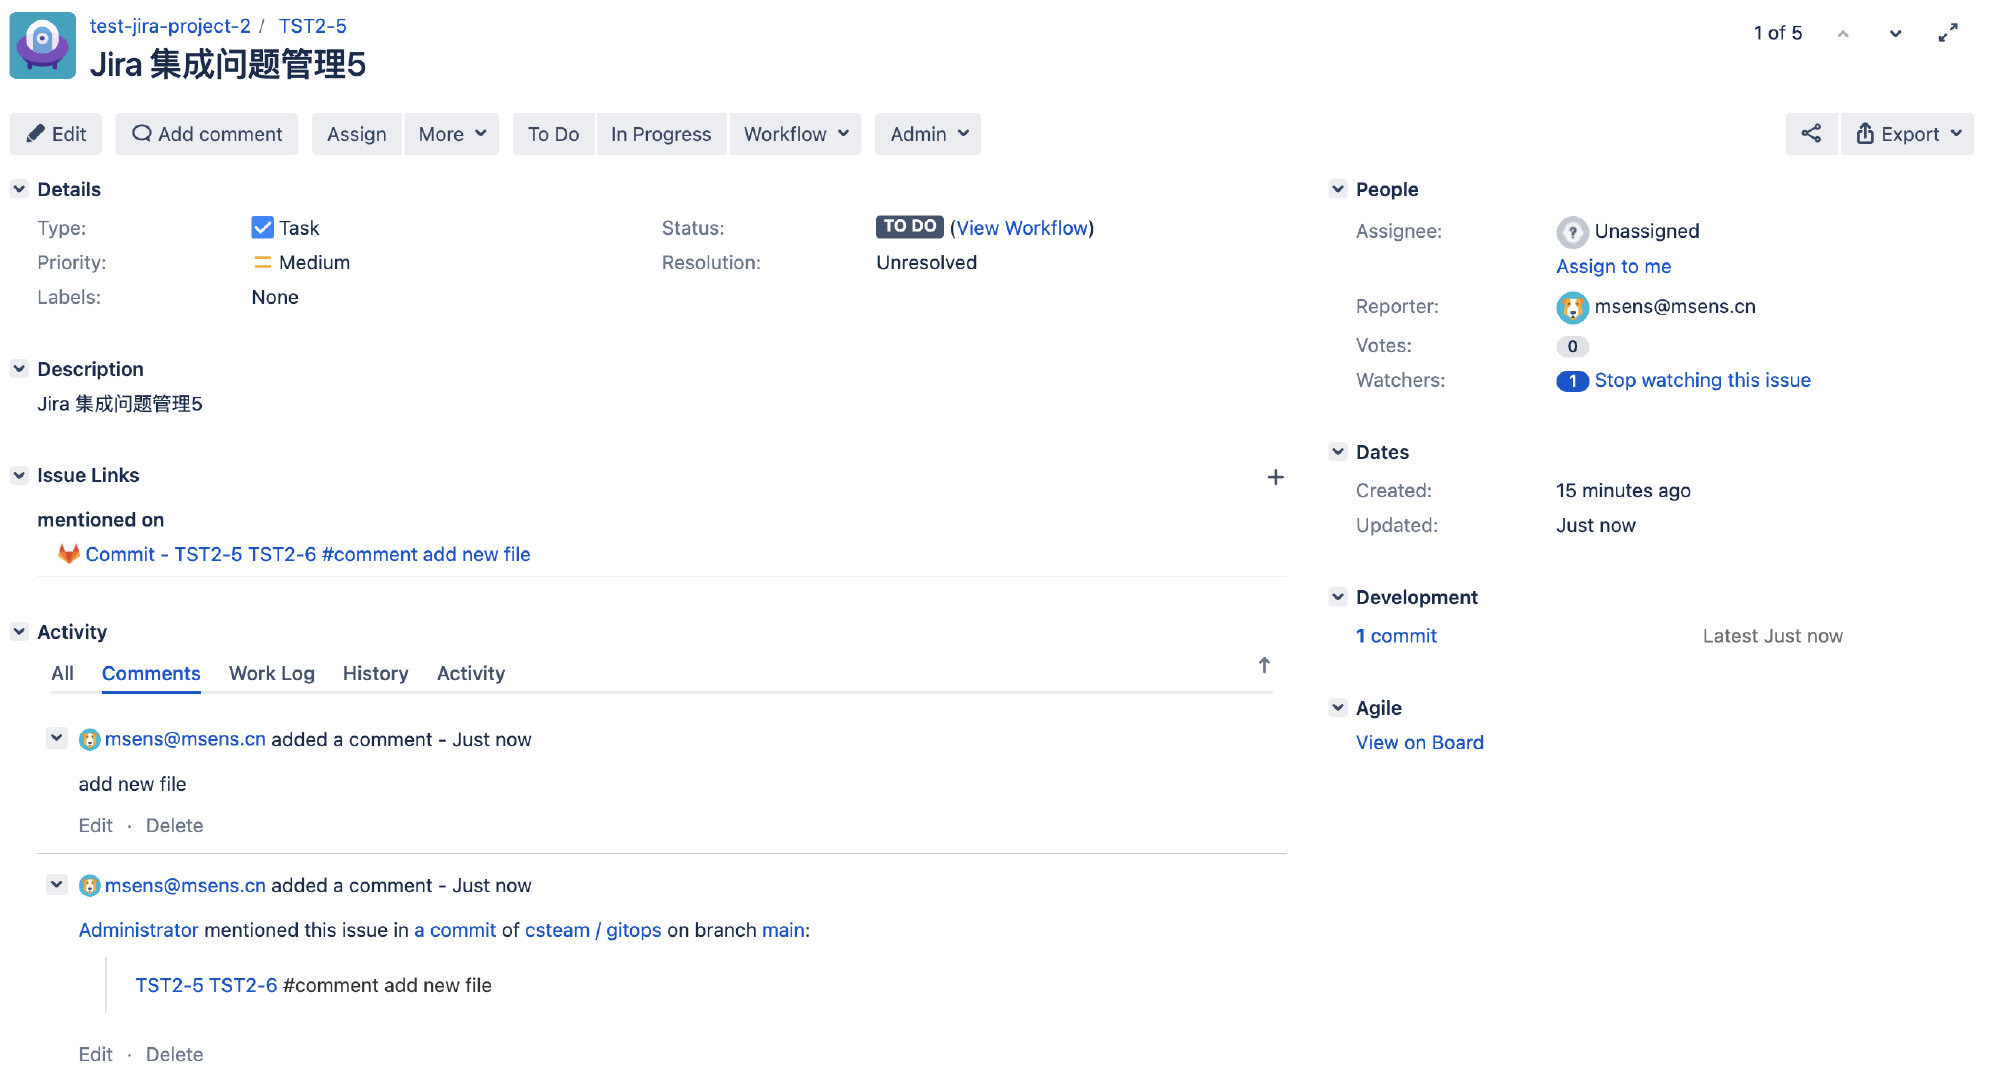 test-jira-project-2 / TST2-5
Jira 集成问题管理5
1 of 5
Edit Add comment Assign More To Do In Progress Workflow Admin Export
Details
Type: Task
Status: TO DO (View Workflow)
Priority: Medium
Resolution: Unresolved
Labels: None
Description
Jira 集成问题管理5
Issue Links
mentioned on
Commit - TST2-5 TST2-6 #comment add new file
Activity
All Comments Work Log History Activity
msens@msens.cn added a comment - Just now
add new file
Edit · Delete
msens@msens.cn added a comment - Just now
Administrator mentioned this issue in a commit of csteam / gitops on branch main:
TST2-5 TST2-6 #comment add new file
Edit · Delete
People
Assignee: Unassigned
Assign to me
Reporter: msens@msens.cn
Votes: 0
Watchers: 1 Stop watching this issue
Dates
Created: 15 minutes ago
Updated: Just now
Development
1 commit Latest Just now
Agile
View on Board